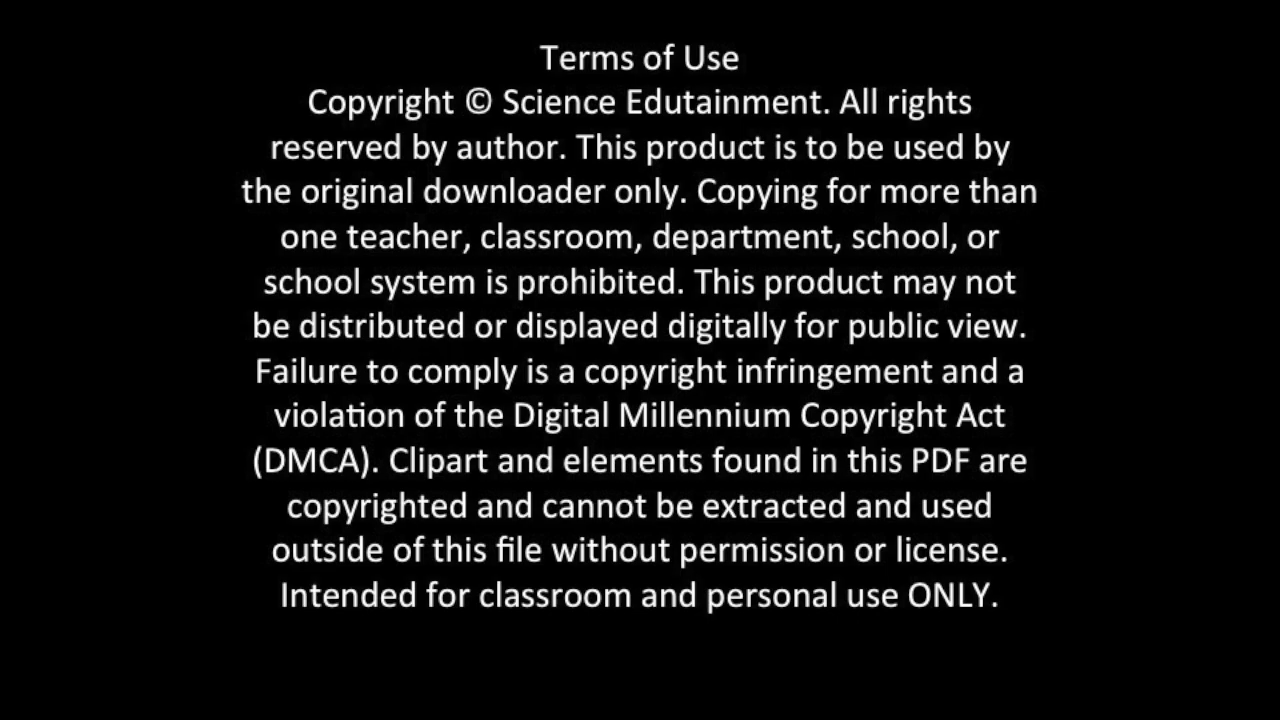 Terms of Use
Copyright © Science Edutainment. All rights
reserved by author. This product is to be used by
the original downloader only. Copying for more than
one teacher, classroom, department, school, or
school system is prohibited. This product may not
be distributed or displayed digitally for public view.
Failure to comply is a copyright infringement and a
violation of the Digital Millennium Copyright Act
(DMCA). Clipart and elements found in this PDF are
copyrighted and cannot be extracted and used
outside of this file without permission or license.
Intended for classroom and personal use ONLY.